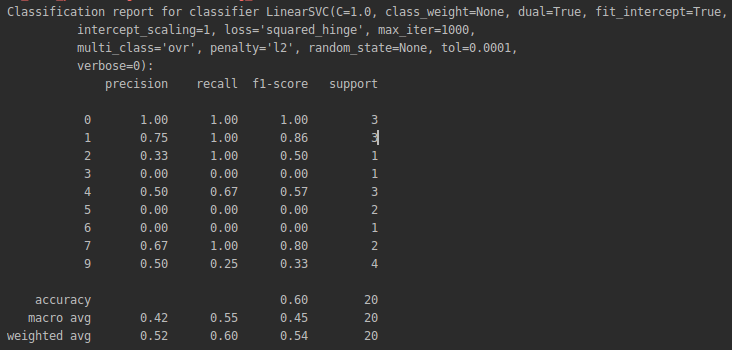 Classification report for classifier LinearSVC(C=1.0, class_weight=None, dual=True, fit_intercept=True,
intercept_scaling=1, loss='squared_hinge', max_iter=1000,
multi_class='ovr', penalty='l2', random_state=None, tol=0.0001,
verbose=0):
precision recall f1-score support
0 1.00 1.00 1.00 3
1 0.75 1.00 0.86 3
2 0.33 1.00 0.50 1
3 0.00 0.00 0.00 1
4 0.50 0.67 0.57 3
5 0.00 0.00 0.00 2
6 0.00 0.00 0.00 1
7 0.67 1.00 0.80 2
9 0.50 0.25 0.33 4
accuracy 0.60 20
macro avg 0.42 0.55 0.45 20
weighted avg 0.52 0.60 0.54 20